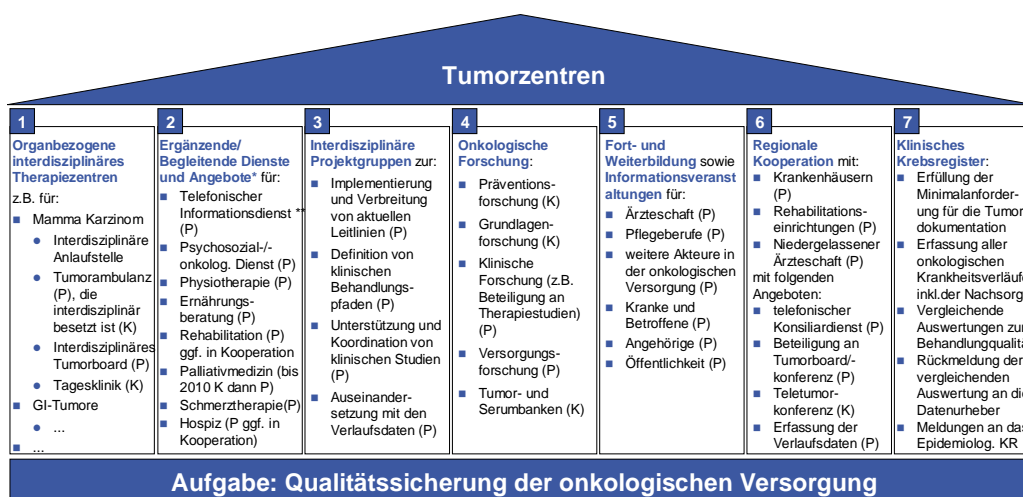 Tumorzentren
1
Organbezogene
interdisziplinäres
Therapiezentren
z.B. für:
■ Mamma Karzinom
● Interdisziplinäre
Anlaufstelle
● Tumorambulanz
(P), die
interdisziplinär
besetzt ist (K)
● Interdisziplinäres
Tumorboard (P)
● Tagesklinik (K)
■ GI-Tumore
● ...
■ ...
2
Ergänzende/
Begleitende Dienste
und Angebote* für:
■ Telefonischer
Informationsdienst **
(P)
■ Psychosozial-/-
onkolog. Dienst (P)
■ Physiotherapie (P)
■ Ernährungs-
beratung (P)
■ Rehabilitation (P)
ggf. in Kooperation
■ Palliativmedizin (bis
2010 K dann P)
■ Schmerztherapie(P)
■ Hospiz (P ggf. in
Kooperation)
3
Interdisziplinäre
Projektgruppen zur:
■ Implementierung
und Verbreitung
von aktuellen
Leitlinien (P)
■ Definition von
klinischen
Behandlungs-
pfaden (P)
■ Unterstützung und
Koordination von
klinischen Studien
(P)
■ Auseinander-
setzung mit den
Verlaufsdaten (P)
4
Onkologische
Forschung:
■ Präventions-
forschung (K)
■ Grundlagen-
forschung (K)
■ Klinische
Forschung (z.B.
Beteiligung an
Therapiestudien)
(P)
■ Versorgungs-
forschung (P)
■ Tumor- und
Serumbanken (K)
5
Fort- und
Weiterbildung sowie
Informationsveranst
altungen für:
■ Ärzteschaft (P)
■ Pflegeberufe (P)
■ weitere Akteure in
der onkologischen
Versorgung (P)
■ Kranke und
Betroffene (P)
■ Angehörige (P)
■ Öffentlichkeit (P)
6
Regionale
Kooperation mit:
■ Krankenhäusern
(P)
■ Rehabilitations-
einrichtungen (P)
■ Niedergelassener
Ärzteschaft (P)
mit folgenden
Angeboten:
■ telefonischer
Konsiliardienst (P)
■ Beteiligung an
Tumorboard/-
konferenz (P)
■ Teletumor-
konferenz (K)
■ Erfassung der
Verlaufsdaten (P)
7
Klinisches
Krebsregister:
■ Erfüllung der
Minimalanforder-
ung für die Tumor
dokumentation
■ Erfassung aller
onkologischen
Krankheitsverläufe
inkl.der Nachsorg
■ Vergleichende
Auswertungen zur
Behandlungqualitä
■ Rückmeldung der
vergleichenden
Auswertung an die
Datenurheber
■ Meldungen an das
Epidemiolog. KR
Aufgabe: Qualitätssicherung der onkologischen Versorgung